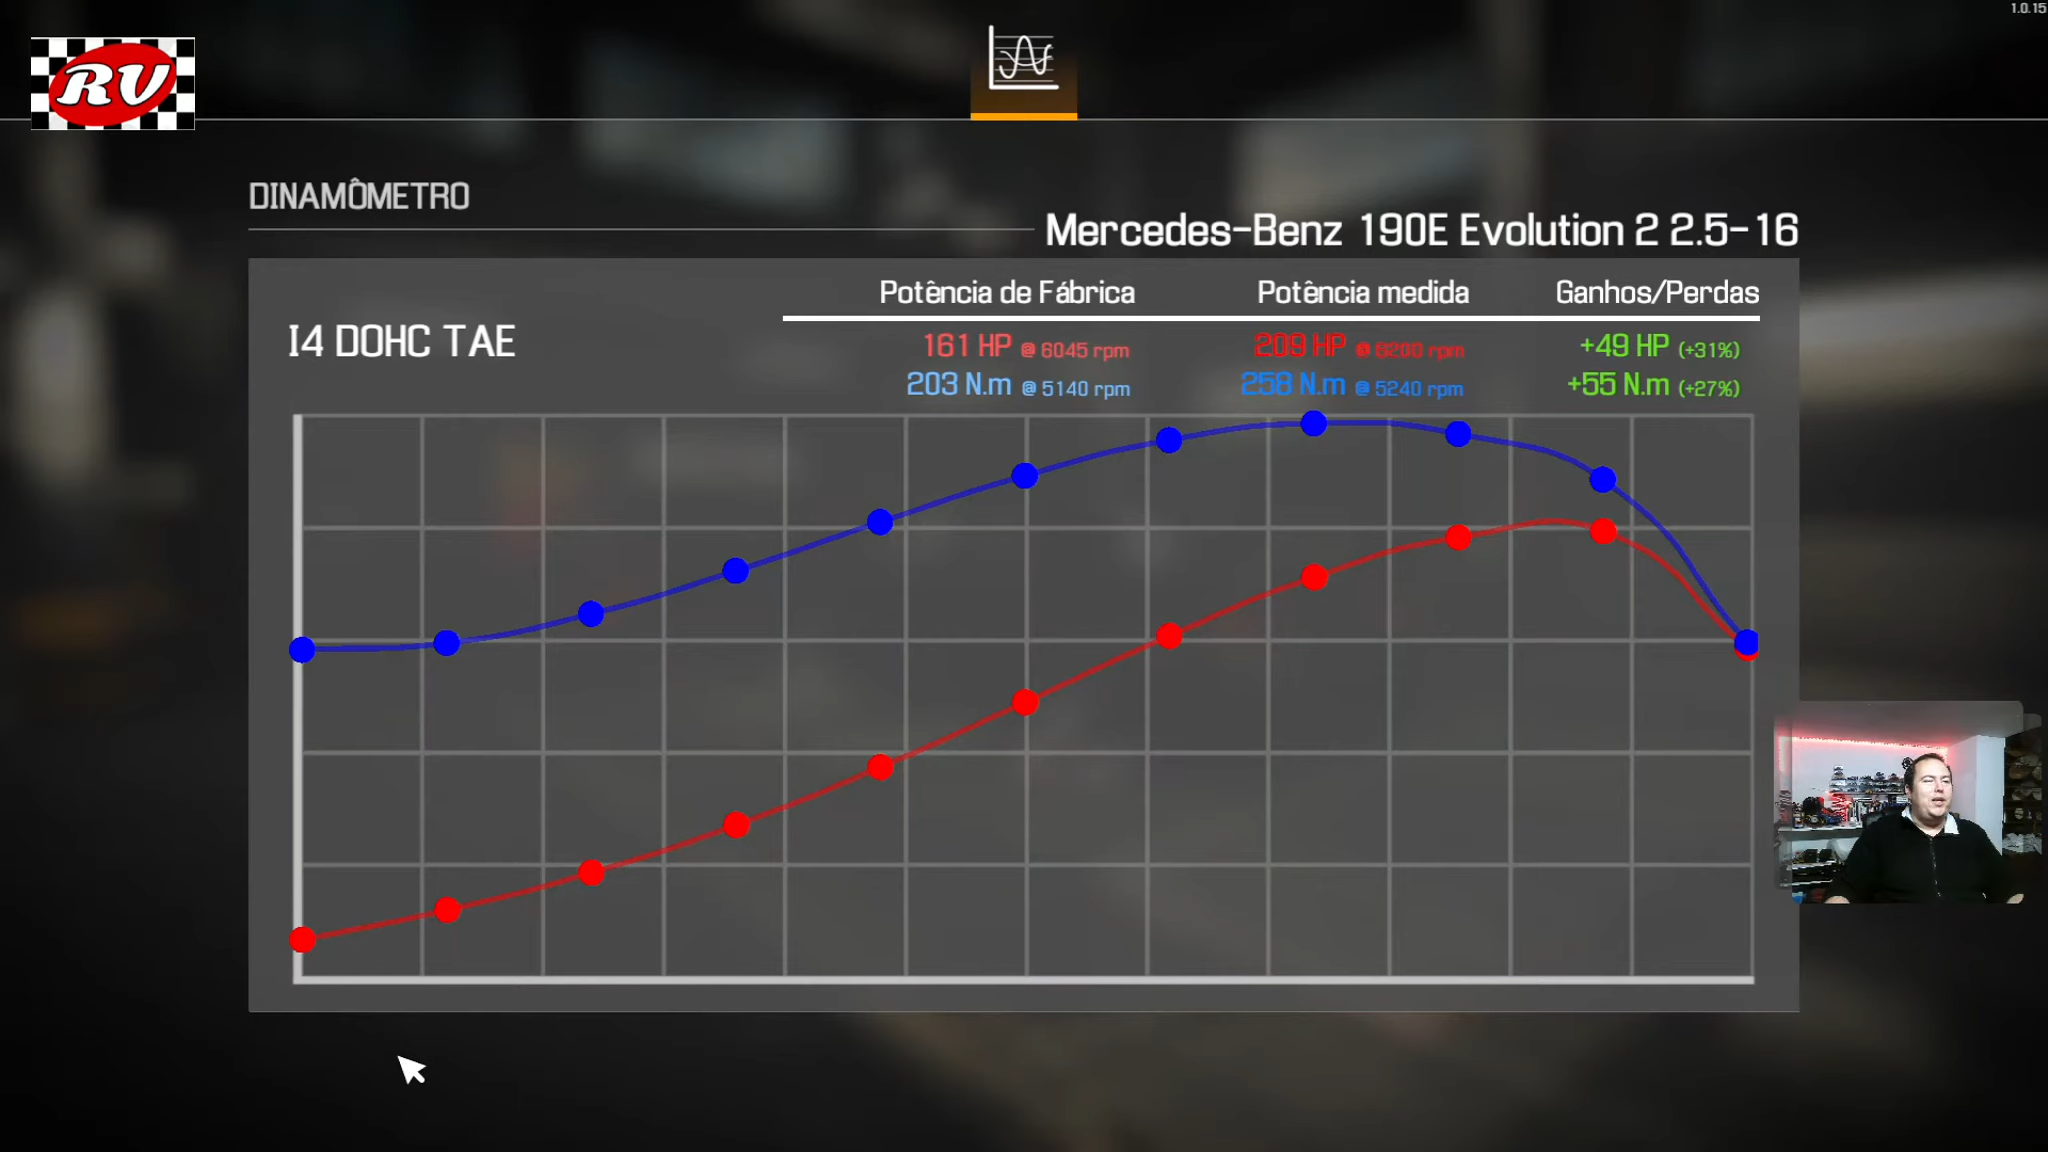 1.0.15
RV
DINAMÔMETRO
Mercedes-Benz 190E Evolution 2 2.5-16
Potência de Fábrica Potência medida Ganhos/Perdas
I4 DOHC TAE
161 HP @ 6045 rpm 209 HP @ 6200 rpm +49 HP (+31%)
203 N.m @ 5140 rpm 258 N.m @ 5240 rpm +55 N.m (+27%)